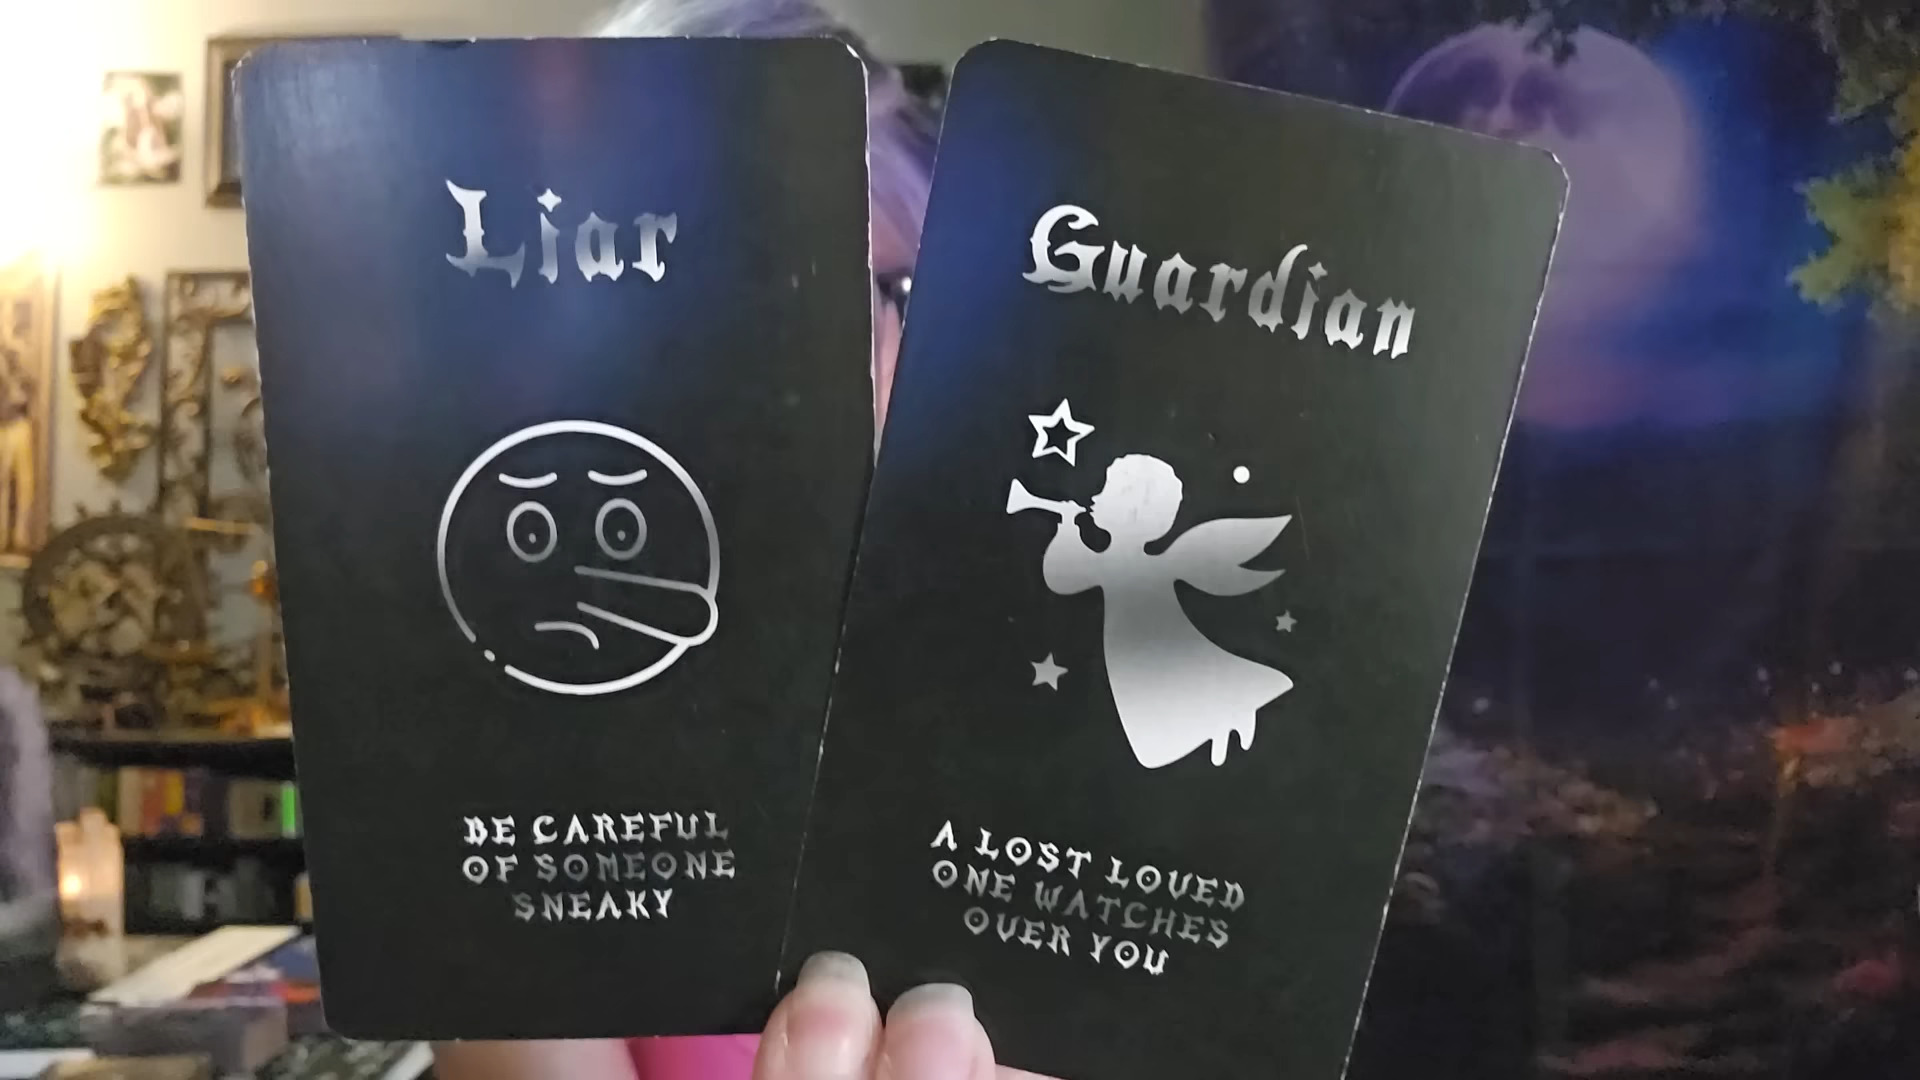 Liar
BE CAREFUL
OF SOMEONE
SNEAKY
Guardian
A LOST LOVED
ONE WATCHES
OVER YOU